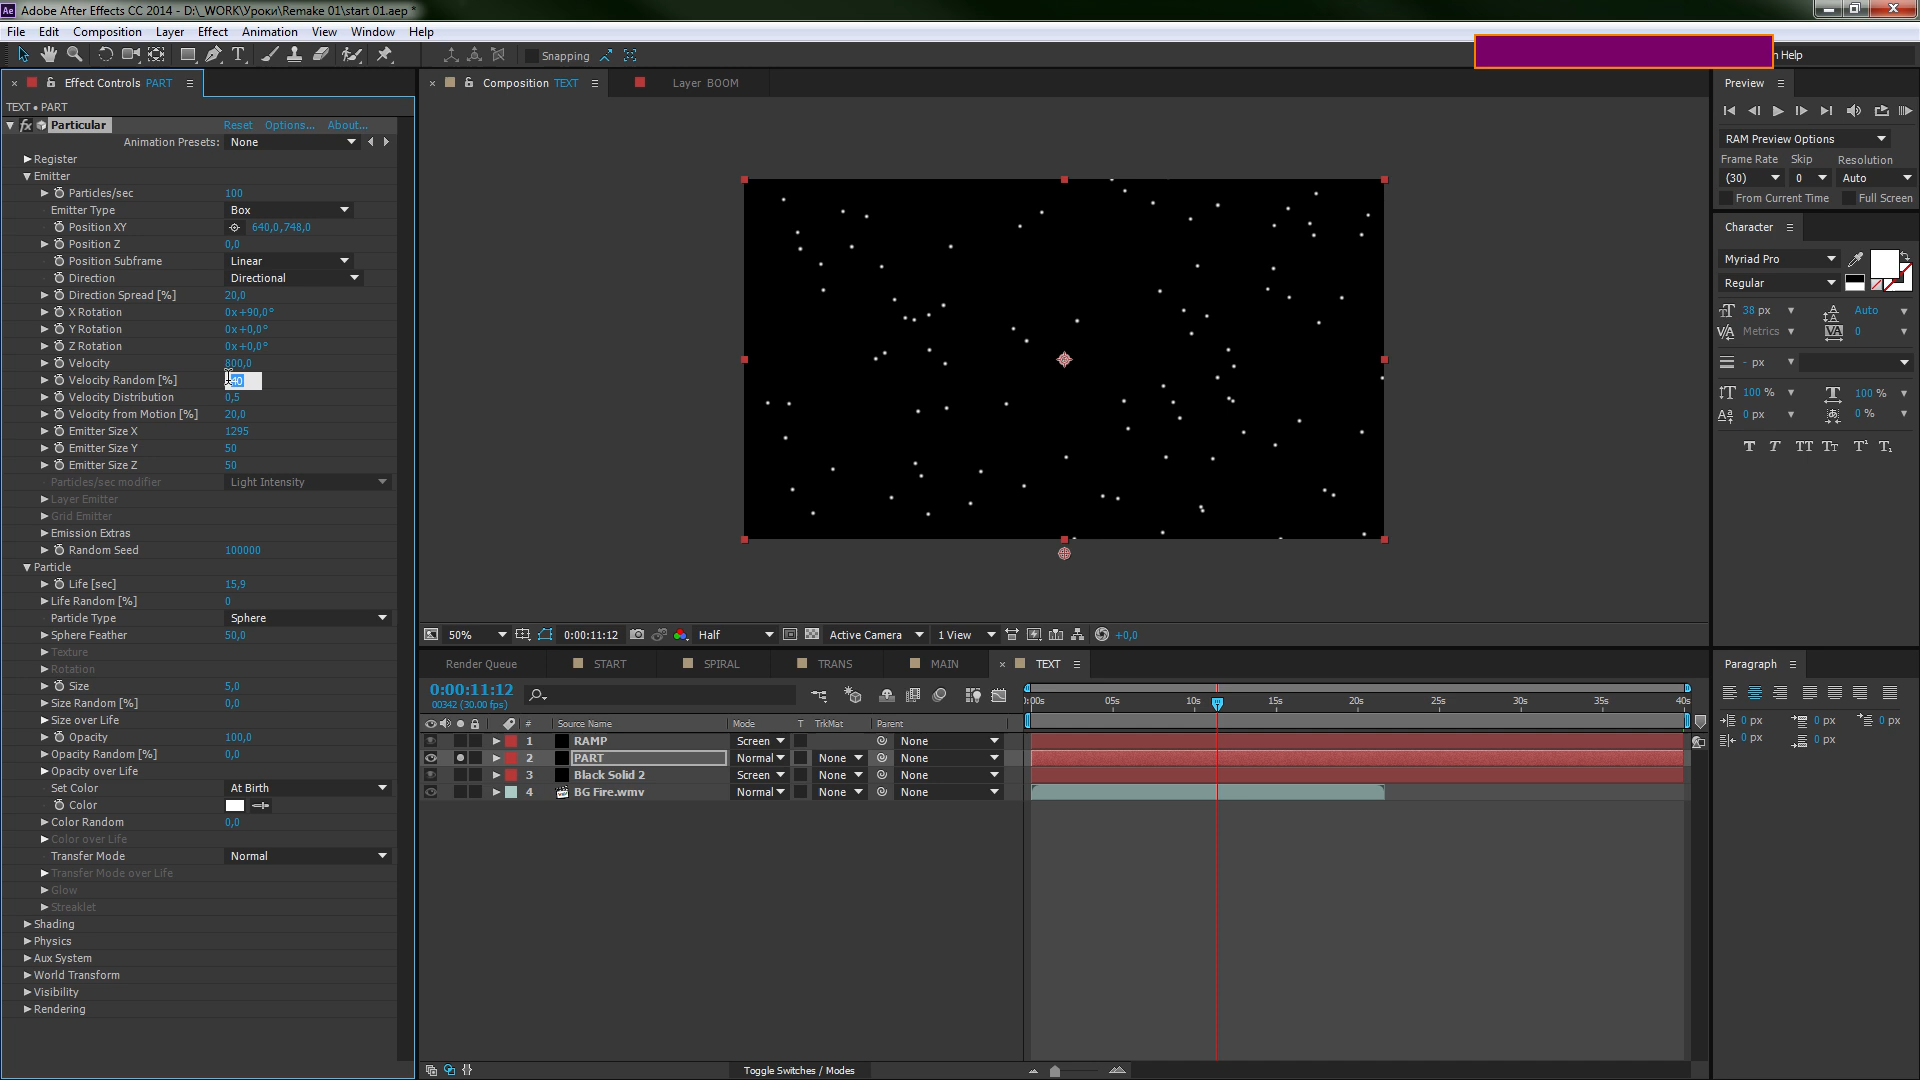 Adobe After Effects CC 2014 - D:\_WORK\Уроки\Remake 01\start 01.aep *
File Edit Composition Layer Effect Animation View Window Help
Snapping
Help
Effect Controls PART
TEXT • PART
fx Particular Reset Options... About...
Animation Presets: None
Register
Emitter
Particles/sec 100
Emitter Type Box
Position XY 640,0,748,0
Position Z 0,0
Position Subframe Linear
Direction Directional
Direction Spread [%] 20,0
X Rotation 0x+90,0°
Y Rotation 0x+0,0°
Z Rotation 0x+0,0°
Velocity 800,0
Velocity Random [%] 40
Velocity Distribution 0,5
Velocity from Motion [%] 20,0
Emitter Size X 1295
Emitter Size Y 50
Emitter Size Z 50
Particles/sec modifier Light Intensity
Layer Emitter
Grid Emitter
Emission Extras
Random Seed 100000
Particle
Life [sec] 15,9
Life Random [%] 0
Particle Type Sphere
Sphere Feather 50,0
Texture
Rotation
Size 5,0
Size Random [%] 0,0
Size over Life
Opacity 100,0
Opacity Random [%] 0,0
Opacity over Life
Set Color At Birth
Color
Color Random 0,0
Color over Life
Transfer Mode Normal
Transfer Mode over Life
Glow
Streaklet
Shading
Physics
Aux System
World Transform
Visibility
Rendering
Composition TEXT Layer BOOM
50% 0:00:11:12 Half Active Camera 1 View +0,0
Render Queue START SPIRAL TRANS MAIN TEXT
0:00:11:12
00342 (30.00 fps)
# Source Name Mode T TrkMat Parent
05s 10s 15s 20s 25s 30s 35s 40s
1 RAMP Screen None
2 PART Normal None None
3 Black Solid 2 Screen None None
4 BG Fire.wmv Normal None None
Toggle Switches / Modes
Preview
RAM Preview Options
Frame Rate Skip Resolution
(30) 0 Auto
From Current Time Full Screen
Character
Myriad Pro
Regular
38 px Auto
Metrics 0
- px
100 % 100 %
0 px 0 %
T T TT Tт T¹ T₁
Paragraph
0 px 0 px 0 px
0 px 0 px